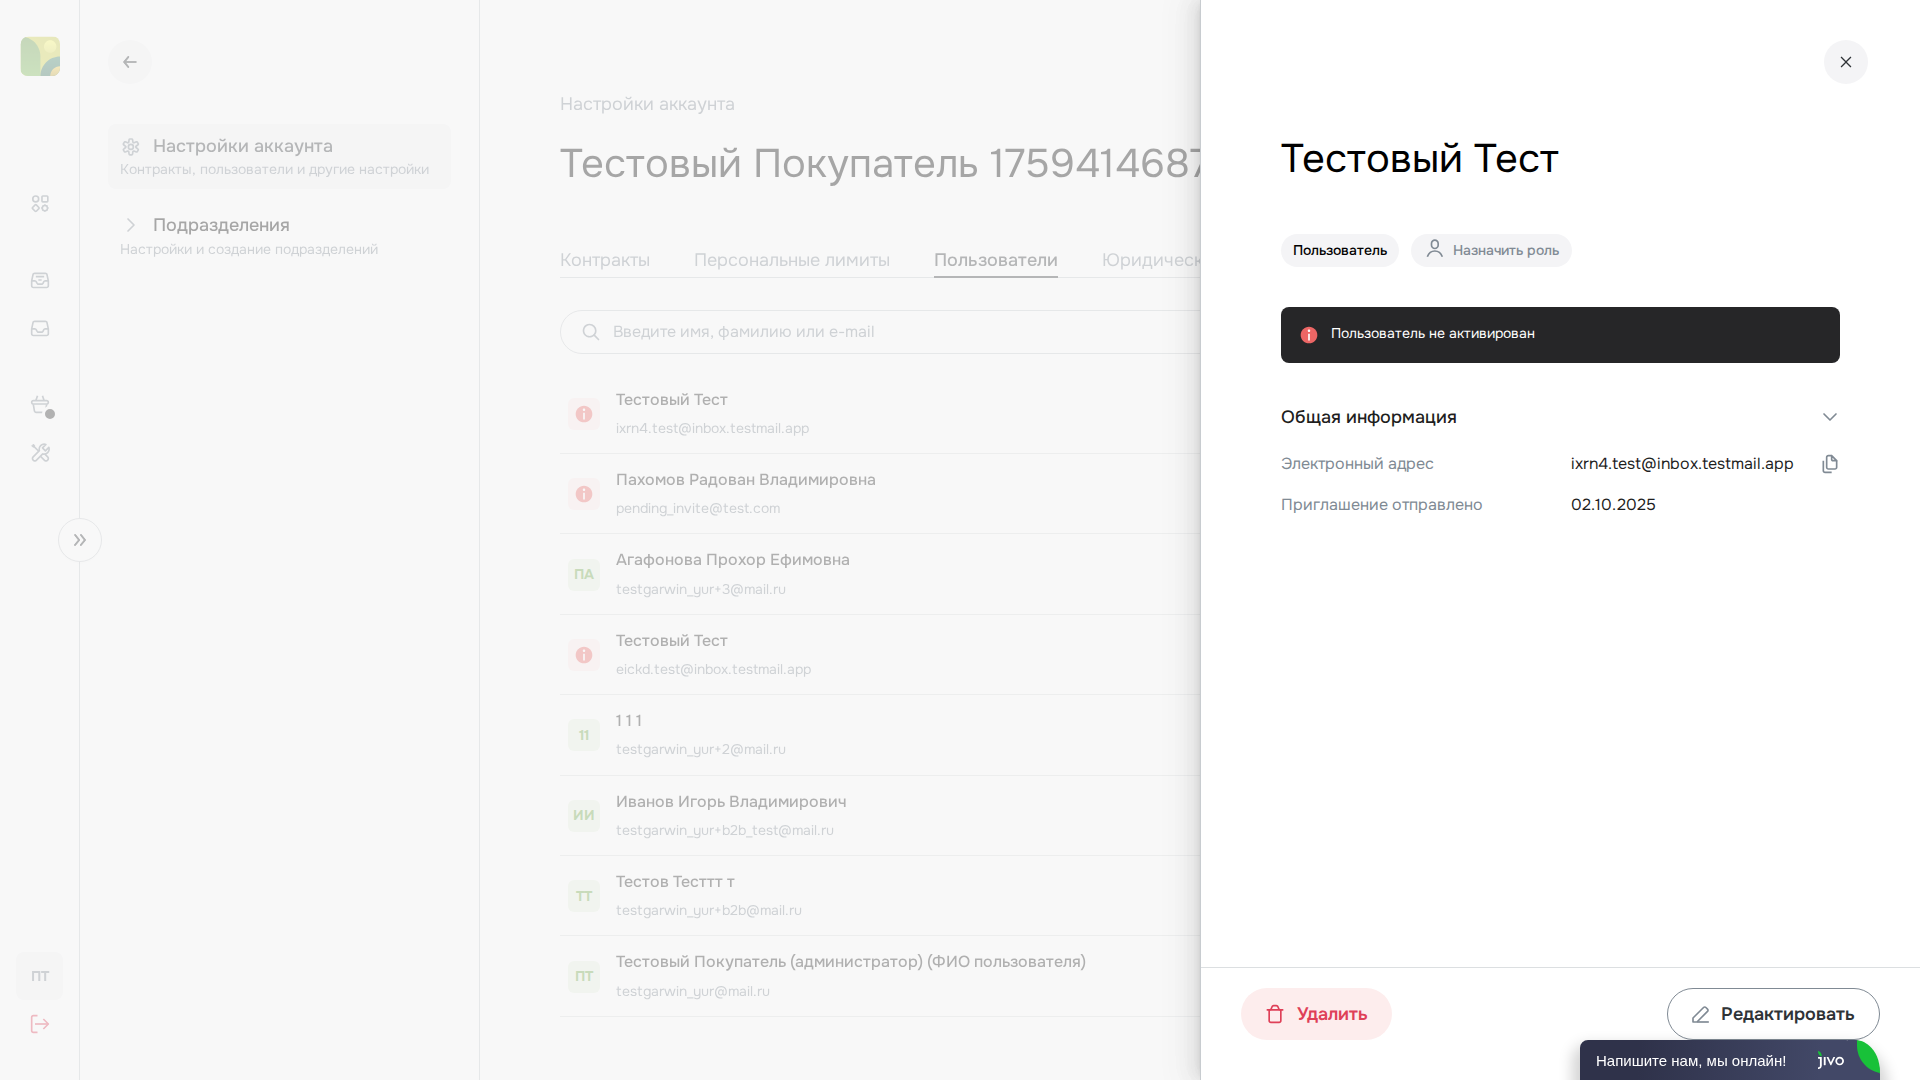 Настройки аккаунта
Контракты, пользователи и другие настройки
Подразделения
Настройки и создание подразделений
ПТ
Настройки аккаунта
Тестовый Покупатель 1759414687
Контракты
Персональные лимиты
Пользователи
Юридическ
Введите имя, фамилию или e-mail
Тестовый Тест
ixrn4.test@inbox.testmail.app
Пахомов Радован Владимировна
pending_invite@test.com
ПА
Агафонова Прохор Ефимовна
testgarwin_yur+3@mail.ru
Тестовый Тест
eickd.test@inbox.testmail.app
11
1 1 1
testgarwin_yur+2@mail.ru
ИИ
Иванов Игорь Владимирович
testgarwin_yur+b2b_test@mail.ru
ТТ
Тестов Тесттт т
testgarwin_yur+b2b@mail.ru
ПТ
Тестовый Покупатель (администратор) (ФИО пользователя)
testgarwin_yur@mail.ru
Тестовый Тест
Пользователь
Назначить роль
Пользователь не активирован
Общая информация
Электронный адрес
ixrn4.test@inbox.testmail.app
Приглашение отправлено
02.10.2025
Удалить
Редактировать
Напишите нам, мы онлайн!
jivo